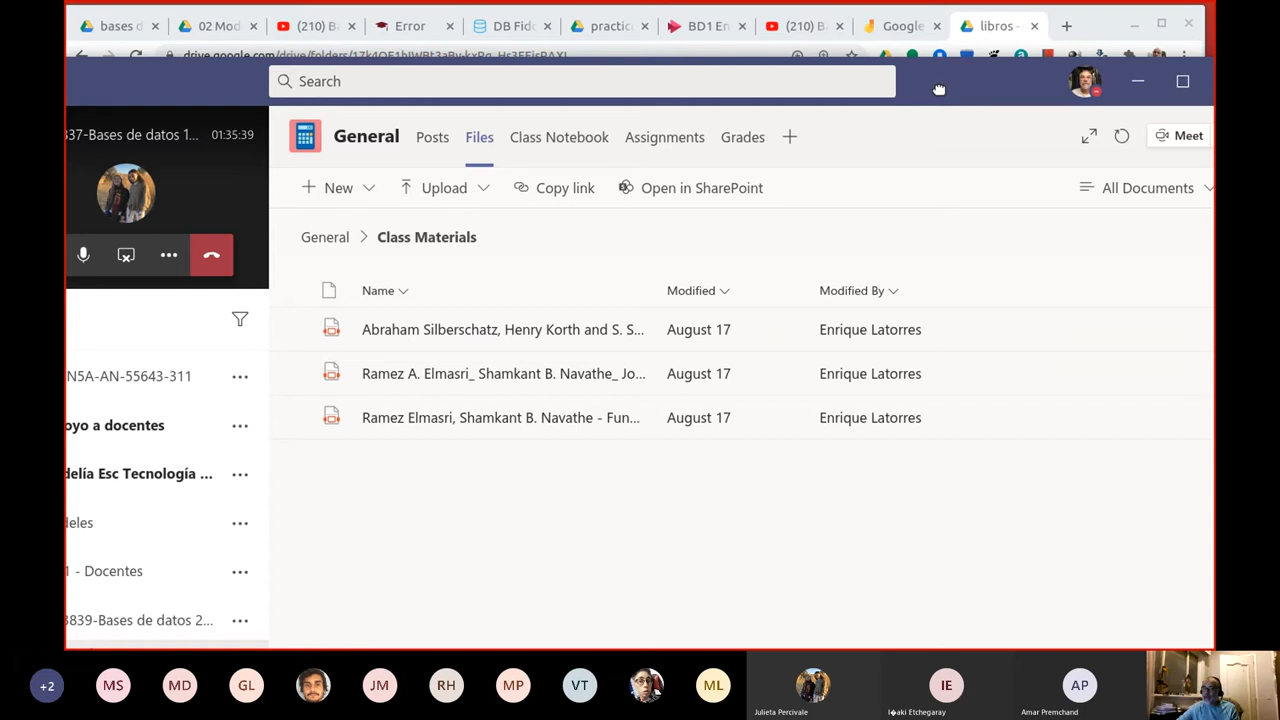 bases d
02 Mod
(210) B
Error
DB Fid
practic
BD1 En
(210) B
Google
libros -
Search
337-Bases de datos 1...
01:35:39
General
Posts
Files
Class Notebook
Assignments
Grades
Meet
New
Upload
Copy link
Open in SharePoint
All Documents
General > Class Materials
Name
Modified
Modified By
Abraham Silberschatz, Henry Korth and S. S...
August 17
Enrique Latorres
Ramez A. Elmasri_ Shamkant B. Navathe_ Jo...
August 17
Enrique Latorres
Ramez Elmasri, Shamkant B. Navathe - Fun...
August 17
Enrique Latorres
N5A-AN-55643-311
oyo a docentes
delía Esc Tecnología ...
deles
1 - Docentes
3839-Bases de datos 2...
+2
MS
MD
GL
JM
RH
MP
VT
ML
Julieta Percivale
IE
I�aki Etchegaray
AP
Amar Premchand